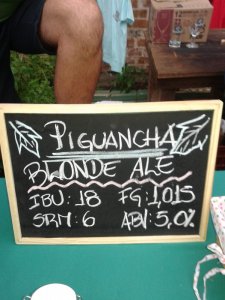 PIGUANCHA
BLONDE ALE
IBU: 18 FG: 1,015
SRM: 6 ABV: 5,0%